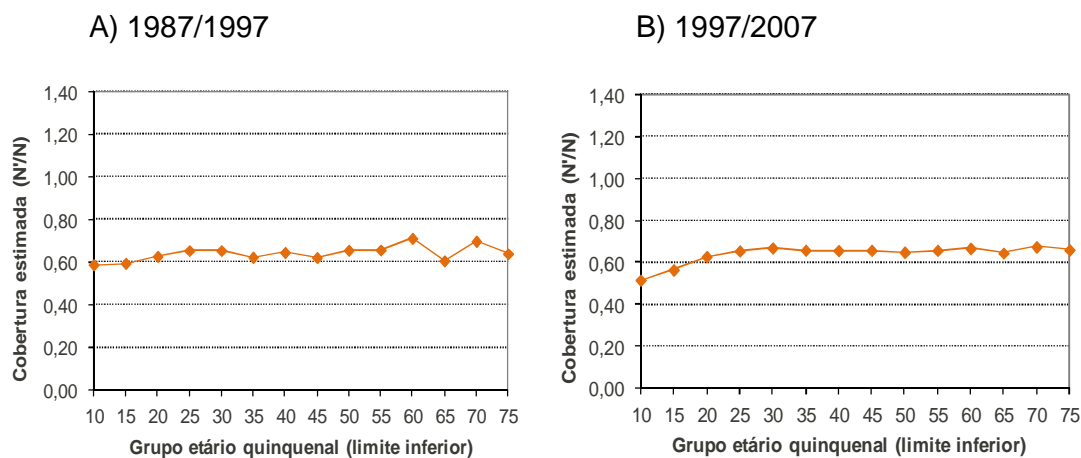 A) 1987/1997
Cobertura estimada (N'/N)
1,40
1,20
1,00
0,80
0,60
0,40
0,20
0,00
10 15 20 25 30 35 40 45 50 55 60 65 70 75
Grupo etário quinquenal (limite inferior)
B) 1997/2007
Cobertura estimada (N'/N)
1,40
1,20
1,00
0,80
0,60
0,40
0,20
0,00
10 15 20 25 30 35 40 45 50 55 60 65 70 75
Grupo etário quinquenal (limite inferior)